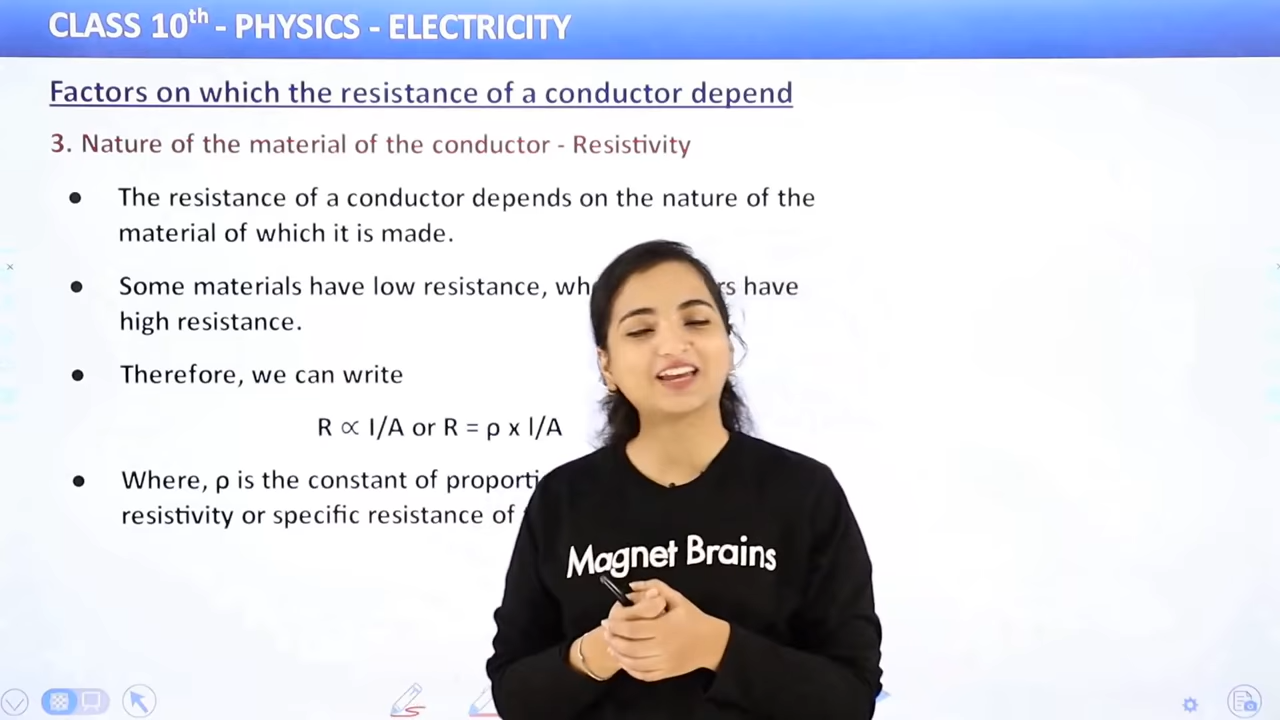 CLASS 10th - PHYSICS - ELECTRICITY
Factors on which the resistance of a conductor depend
3. Nature of the material of the conductor - Resistivity
● The resistance of a conductor depends on the nature of the
material of which it is made.
● Some materials have low resistance, have
high resistance.
● Therefore, we can write
R ∝ l/A or R = ρ x l/A
● Where, ρ is the constant of
resistivity or specific resistance of
Magnet Brains